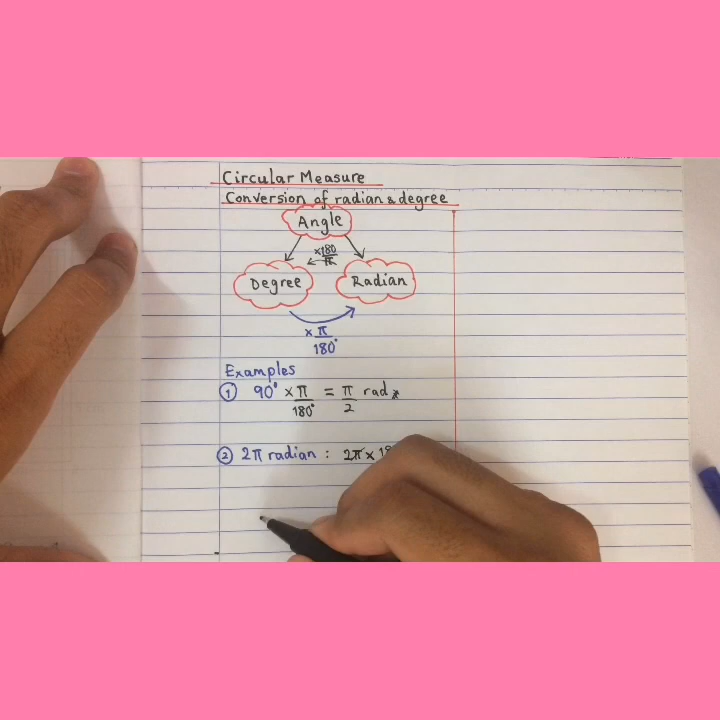 Circular Measure
Conversion of radian & degree
Angle
×180/π
Degree
Radian
×π/180°
Examples
① 90° × π/180° = π/2 rad
② 2π radian : 2π ×